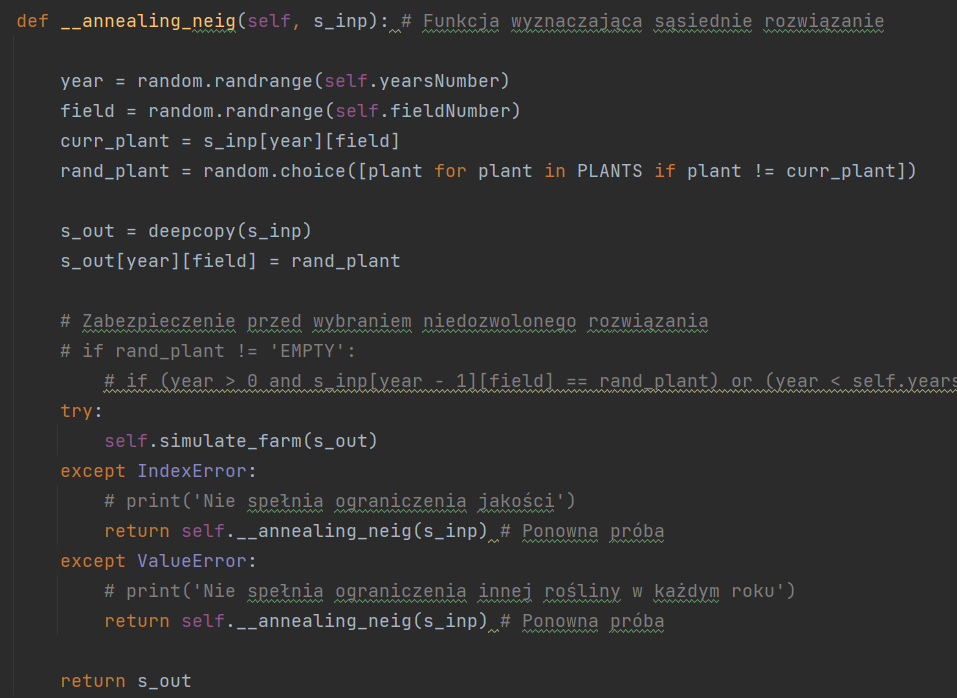 def __annealing_neig(self, s_inp): # Funkcja wyznaczająca sąsiednie rozwiązanie
year = random.randrange(self.yearsNumber)
field = random.randrange(self.fieldNumber)
curr_plant = s_inp[year][field]
rand_plant = random.choice([plant for plant in PLANTS if plant != curr_plant])
s_out = deepcopy(s_inp)
s_out[year][field] = rand_plant
# Zabezpieczenie przed wybraniem niedozwolonego rozwiązania
# if rand_plant != 'EMPTY':
# if (year > 0 and s_inp[year - 1][field] == rand_plant) or (year < self.years
try:
self.simulate_farm(s_out)
except IndexError:
# print('Nie spełnia ograniczenia jakości')
return self.__annealing_neig(s_inp) # Ponowna próba
except ValueError:
# print('Nie spełnia ograniczenia innej rośliny w każdym roku')
return self.__annealing_neig(s_inp) # Ponowna próba
return s_out